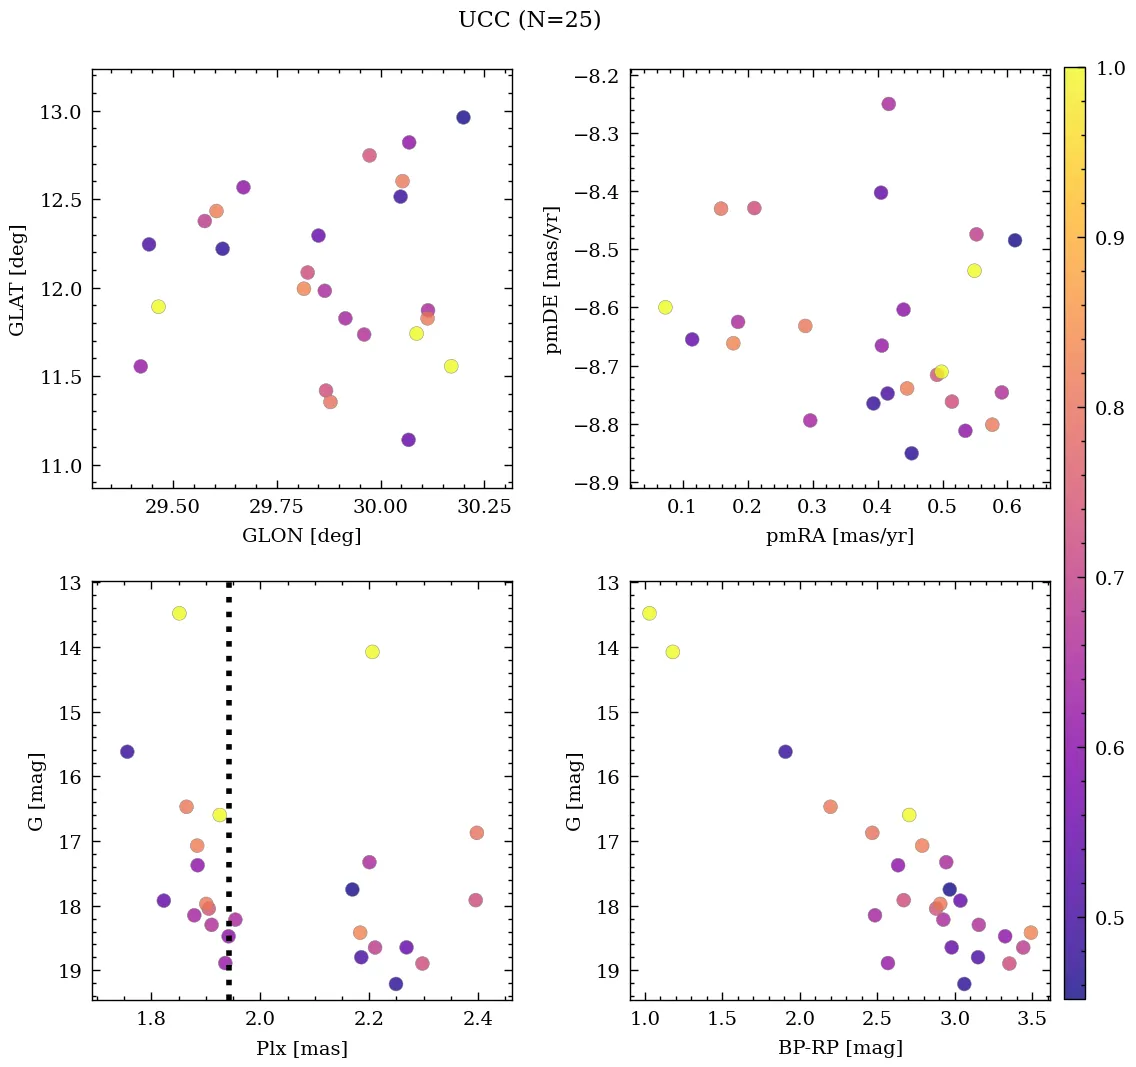 UCC (N=25)
13.0
12.5
12.0
11.5
11.0
GLAT [deg]
29.50 29.75 30.00 30.25
GLON [deg]
−8.2
−8.3
−8.4
−8.5
−8.6
−8.7
−8.8
−8.9
pmDE [mas/yr]
0.1 0.2 0.3 0.4 0.5 0.6
pmRA [mas/yr]
13
14
15
16
17
18
19
G [mag]
1.8 2.0 2.2 2.4
Plx [mas]
13
14
15
16
17
18
19
G [mag]
1.0 1.5 2.0 2.5 3.0 3.5
BP-RP [mag]
1.0
0.9
0.8
0.7
0.6
0.5